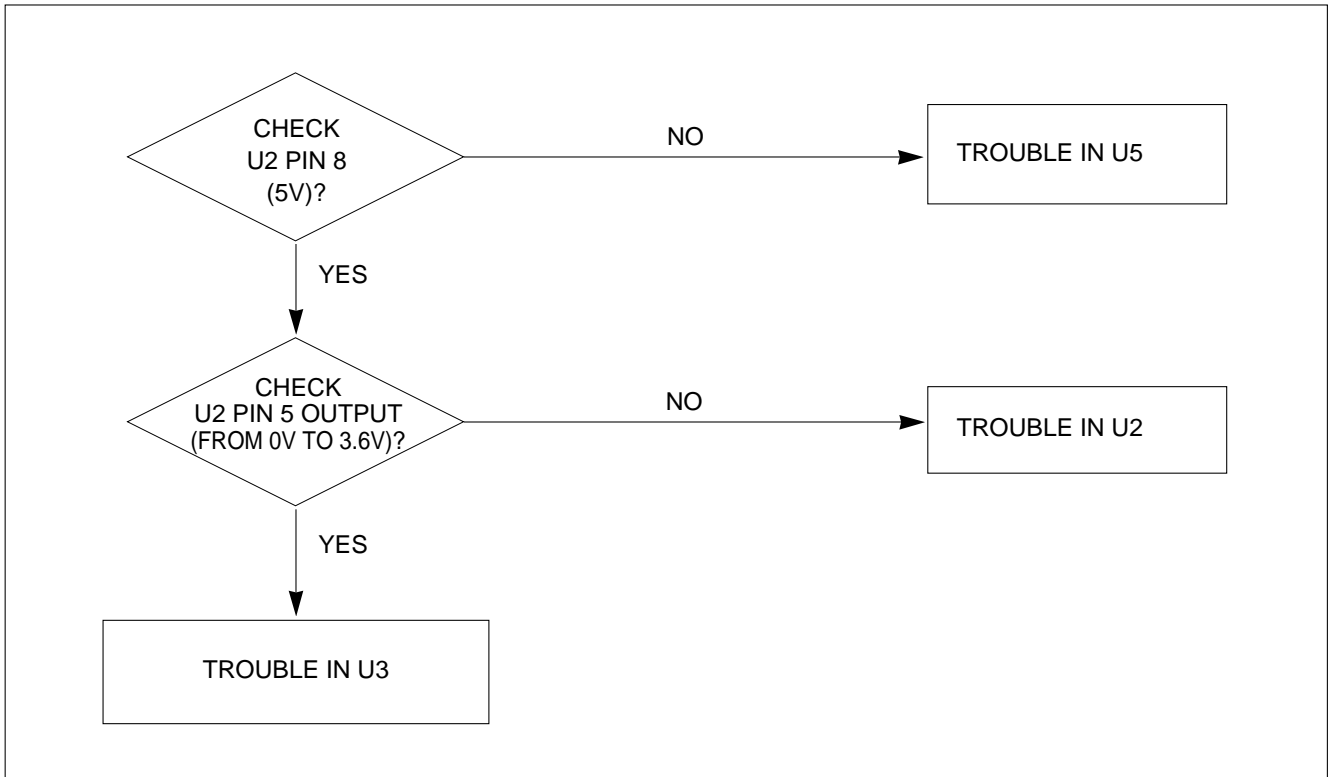 CHECK
U2 PIN 8
(5V)?
NO
TROUBLE IN U5
YES
CHECK
U2 PIN 5 OUTPUT
(FROM 0V TO 3.6V)?
NO
TROUBLE IN U2
YES
TROUBLE IN U3